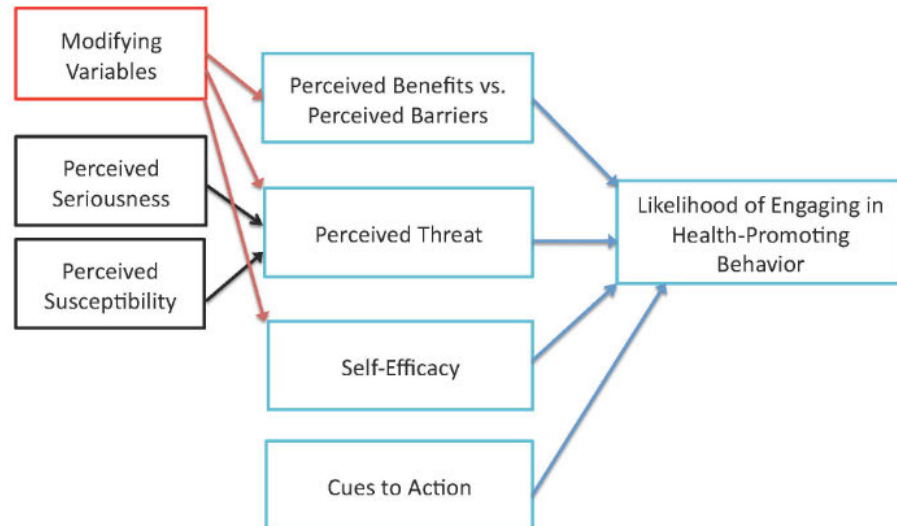 Modifying
Variables
Perceived Benefits vs.
Perceived Barriers
Perceived
Seriousness
Perceived Threat
Likelihood of Engaging in
Health-Promoting
Behavior
Perceived
Susceptibility
Self-Efficacy
Cues to Action